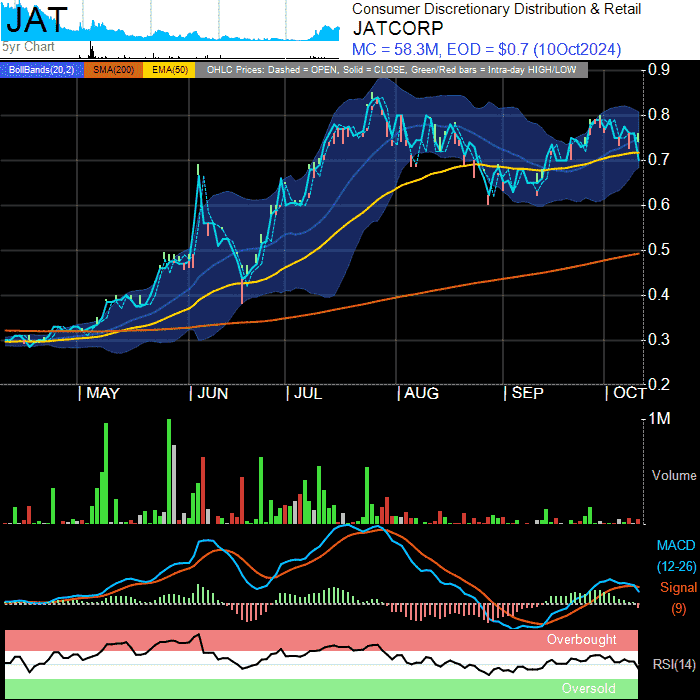 JAT
5yr Chart
Consumer Discretionary Distribution & Retail
JATCORP
MC = 58.3M, EOD = $0.7 (10Oct2024)
BollBands(20,2) SMA(200) EMA(50) OHLC Prices: Dashed = OPEN, Solid = CLOSE, Green/Red bars = Intra-day HIGH/LOW
0.9
0.8
0.7
0.6
0.5
0.4
0.3
0.2
MAY JUN JUL AUG SEP OCT
1M
Volume
MACD
(12-26)
Signal
(9)
Overbought
RSI(14)
Oversold